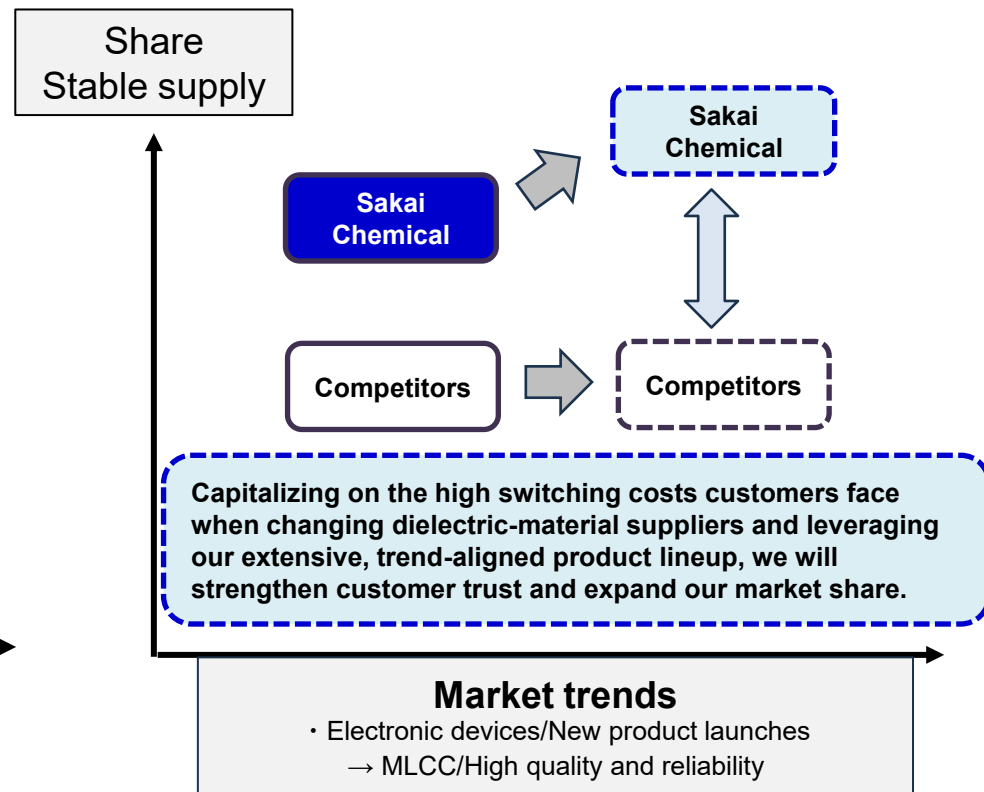 Share
Stable supply
Sakai
Chemical
Sakai
Chemical
Competitors
Competitors
Capitalizing on the high switching costs customers face
when changing dielectric-material suppliers and leveraging
our extensive, trend-aligned product lineup, we will
strengthen customer trust and expand our market share.
Market trends
・Electronic devices/New product launches
→ MLCC/High quality and reliability